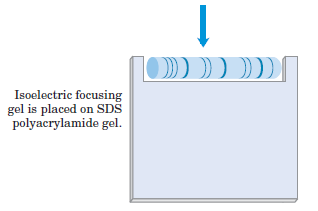 Isoelectric focusing
gel is placed on SDS
polyacrylamide gel.